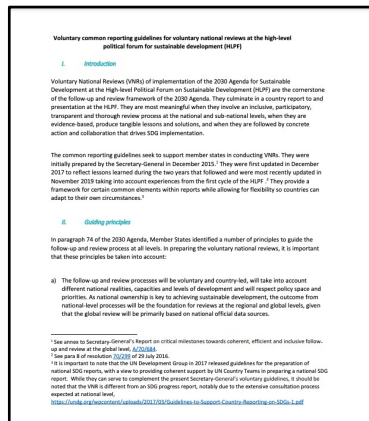 Voluntary common reporting guidelines for voluntary national reviews at the high-level
political forum for sustainable development (HLPF)
I. Introduction
Voluntary National Reviews (VNRs) of implementation of the 2030 Agenda for Sustainable
Development at the High-level Political Forum on Sustainable Development (HLPF) are the cornerstone
of the follow-up and review framework of the 2030 Agenda. They culminate in a country report to and
presentation at the HLPF. They are most meaningful when they involve an inclusive, participatory,
transparent and thorough review process at the national and sub-national levels, when they are
evidence-based, produce tangible lessons and solutions, and when they are followed by concrete
action and collaboration that drives SDG implementation.
The common reporting guidelines seek to support member states in conducting VNRs. They were
initially prepared by the Secretary-General in December 2015.¹ They were first updated in December
2017 to reflect lessons learned during the two years that followed and were most recently updated in
November 2019 taking into account experiences from the first cycle of the HLPF .² They provide a
framework for certain common elements within reports while allowing for flexibility so countries can
adapt to their own circumstances.³
II. Guiding principles
In paragraph 74 of the 2030 Agenda, Member States identified a number of principles to guide the
follow-up and review process at all levels. In preparing the voluntary national reviews, it is important
that these principles be taken into account:
a) The follow-up and review processes will be voluntary and country-led, will take into account
different national realities, capacities and levels of development and will respect policy space and
priorities. As national ownership is key to achieving sustainable development, the outcome from
national-level processes will be the foundation for reviews at the regional and global levels, given
that the global review will be primarily based on national official data sources.
¹ See annex to Secretary-General's Report on critical milestones towards coherent, efficient and inclusive follow-
up and review at the global level, A/70/684.
² See para 8 of resolution 70/299 of 29 July 2016.
³ It is important to note that the UN Development Group in 2017 released guidelines for the preparation of
national SDG reports, with a view to providing coherent support by UN Country Teams in preparing a national SDG
report. While they can serve to complement the present Secretary-General's voluntary guidelines, it should be
noted that the VNR is different from an SDG progress report, notably due to the extensive consultation process
expected at national level,
https://undg.org/wpcontent/uploads/2017/03/Guidelines-to-Support-Country-Reporting-on-SDGs-1.pdf